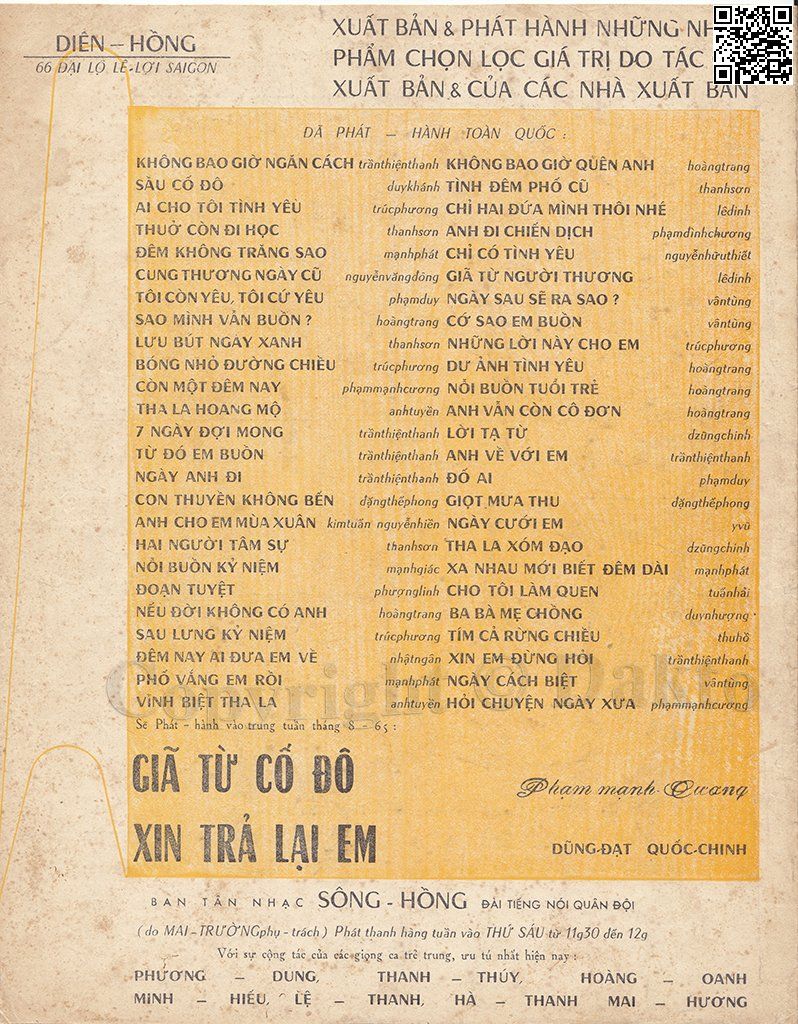 DIÊN – HỒNG
66 ĐẠI LỘ LÊ-LỢI SAIGON
XUẤT BẢN & PHÁT HÀNH NHỮNG
PHẨM CHỌN LỌC GIÁ TRỊ DO TÁC
XUẤT BẢN & CỦA CÁC NHÀ XUẤT BẢN
ĐÃ PHÁT – HÀNH TOÀN QUỐC :
KHÔNG BAO GIỜ NGĂN CÁCH trầnthiệnthanh KHÔNG BAO GIỜ QUÊN ANH hoàngtrang
SẦU CỐ ĐÔ duykhánh TÌNH ĐÊM PHỐ CŨ thanhsơn
AI CHO TÔI TÌNH YÊU trúcphương CHỈ HAI ĐỨA MÌNH THÔI NHÉ lêdinh
THUỞ CÒN ĐI HỌC thanhsơn ANH ĐI CHIẾN DỊCH phạmđìnhchương
ĐÊM KHÔNG TRĂNG SAO mạnhphát CHỈ CÓ TÌNH YÊU nguyễnhữuthiết
CUNG THƯƠNG NGÀY CŨ nguyễnvăngđông GIÃ TỪ NGƯỜI THƯƠNG lêdinh
TÔI CÒN YÊU, TÔI CỨ YÊU phạmduy NGÀY SAU SẼ RA SAO ? vântùng
SAO MÌNH VẪN BUỒN ? hoàngtrang CỚ SAO EM BUỒN vântùng
LƯU BÚT NGÀY XANH thanhsơn NHỮNG LỜI NÀY CHO EM trúcphương
BÓNG NHỎ ĐƯỜNG CHIỀU trúcphương DƯ ẢNH TÌNH YÊU hoàngtrang
CÒN MỘT ĐÊM NAY phạmmạnhcương NỖI BUỒN TUỔI TRẺ hoàngtrang
THA LA HOANG MỘ anhtuyền ANH VẪN CÒN CÔ ĐƠN hoàngtrang
7 NGÀY ĐỢI MONG trầnthiệnthanh LỜI TẠ TỪ dzũngchinh
TỪ ĐÓ EM BUỒN trầnthiệnthanh ANH VỀ VỚI EM trầnthiệnthanh
NGÀY ANH ĐI trầnthiệnthanh ĐỐ AI phạmduy
CON THUYỀN KHÔNG BẾN đặngthếphong GIỌT MƯA THU đặngthếphong
ANH CHO EM MÙA XUÂN kimtuấn nguyễnhiền NGÀY CƯỚI EM yvũ
HAI NGƯỜI TÂM SỰ thanhsơn THA LA XÓM ĐẠO dzũngchinh
NỖI BUỒN KỶ NIỆM mạnhgiác XA NHAU MỚI BIẾT ĐÊM DÀI mạnhphát
ĐOẠN TUYỆT phượnglinh CHO TÔI LÀM QUEN tuấnhải
NẾU ĐỜI KHÔNG CÓ ANH hoàngtrang BA BÀ MẸ CHỒNG duynhượng
SAU LƯNG KỶ NIỆM trúcphương TÍM CẢ RỪNG CHIỀU thuhồ
ĐÊM NAY AI ĐƯA EM VỀ nhậtngân XIN EM ĐỪNG HỎI trầnthiệnthanh
PHỐ VẮNG EM RỒI mạnhphát NGÀY CÁCH BIỆT vântùng
VĨNH BIỆT THA LA anhtuyền HỎI CHUYỆN NGÀY XƯA phạmmạnhcương
Sẽ Phát – hành vào trung tuần tháng 8 – 65 :
GIÃ TỪ CỐ ĐÔ Phạm mạnh Cương
XIN TRẢ LẠI EM DŨNG-ĐẠT QUỐC-CHINH
BAN TÂN NHẠC SÔNG - HỒNG ĐÀI TIẾNG NÓI QUÂN ĐỘI
(do MAI – TRƯỜNG phụ – trách) Phát thanh hàng tuần vào THỨ SÁU từ 11g30 đến 12g
Với sự cộng tác của các giọng ca trẻ trung, ưu tú nhất hiện nay :
PHƯƠNG – DUNG, THANH – THÚY, HOÀNG – OANH
MINH – HIẾU, LỆ – THANH, HÀ – THANH MAI – HƯƠNG